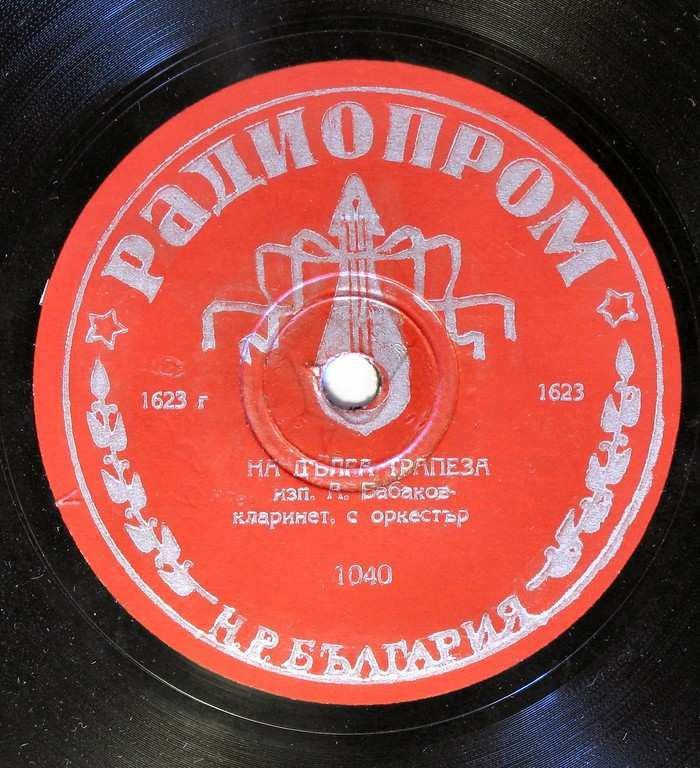 РАДИОПРОМ
1623 г
1623
НА ДЪЛГА ТРАПЕЗА
изп. А. Бабаков-
кларинет, с оркестър
1040
Н.Р.БЪЛГАРИЯ